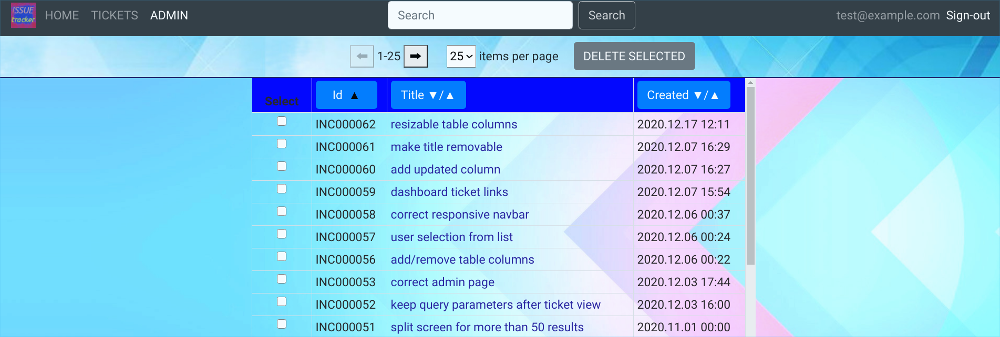 ISSUE
tracker
HOME TICKETS ADMIN Search Search test@example.com Sign-out
1-25 25 items per page DELETE SELECTED
Select Id ▲ Title ▼/▲ Created ▼/▲
INC000062 resizable table columns 2020.12.17 12:11
INC000061 make title removable 2020.12.07 16:29
INC000060 add updated column 2020.12.07 16:27
INC000059 dashboard ticket links 2020.12.07 15:54
INC000058 correct responsive navbar 2020.12.06 00:37
INC000057 user selection from list 2020.12.06 00:24
INC000056 add/remove table columns 2020.12.06 00:22
INC000053 correct admin page 2020.12.03 17:44
INC000052 keep query parameters after ticket view 2020.12.03 16:00
INC000051 split screen for more than 50 results 2020.11.01 00:00